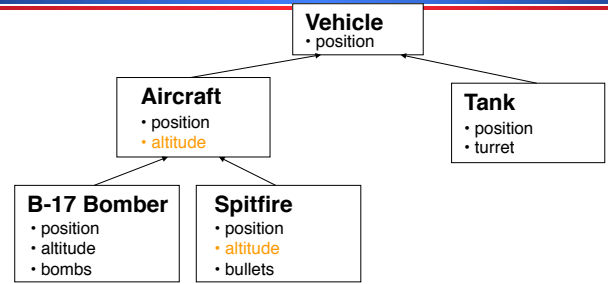 Vehicle
• position
Aircraft
• position
• altitude
Tank
• position
• turret
B-17 Bomber
• position
• altitude
• bombs
Spitfire
• position
• altitude
• bullets